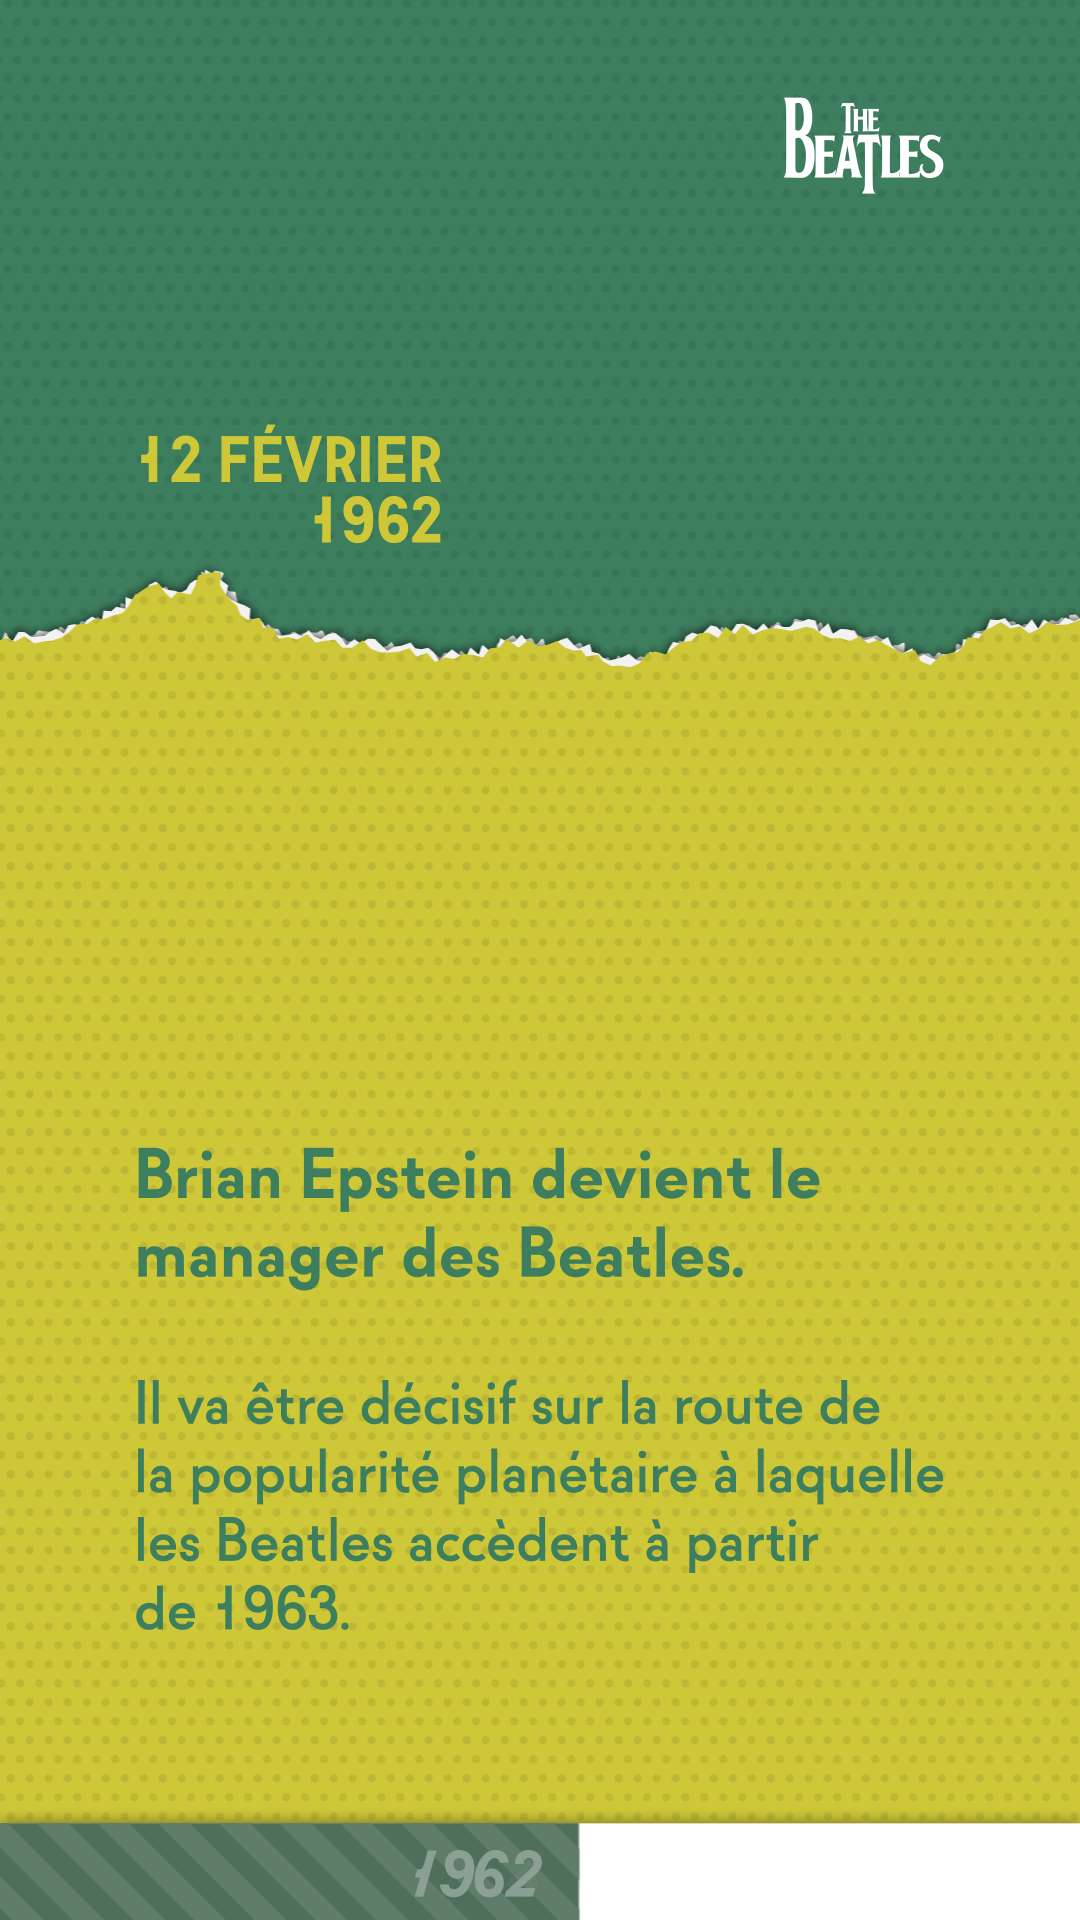 THE
BEATLES
12 FÉVRIER
1962
Brian Epstein devient le
manager des Beatles.
Il va être décisif sur la route de
la popularité planétaire à laquelle
les Beatles accèdent à partir
de 1963.
1962